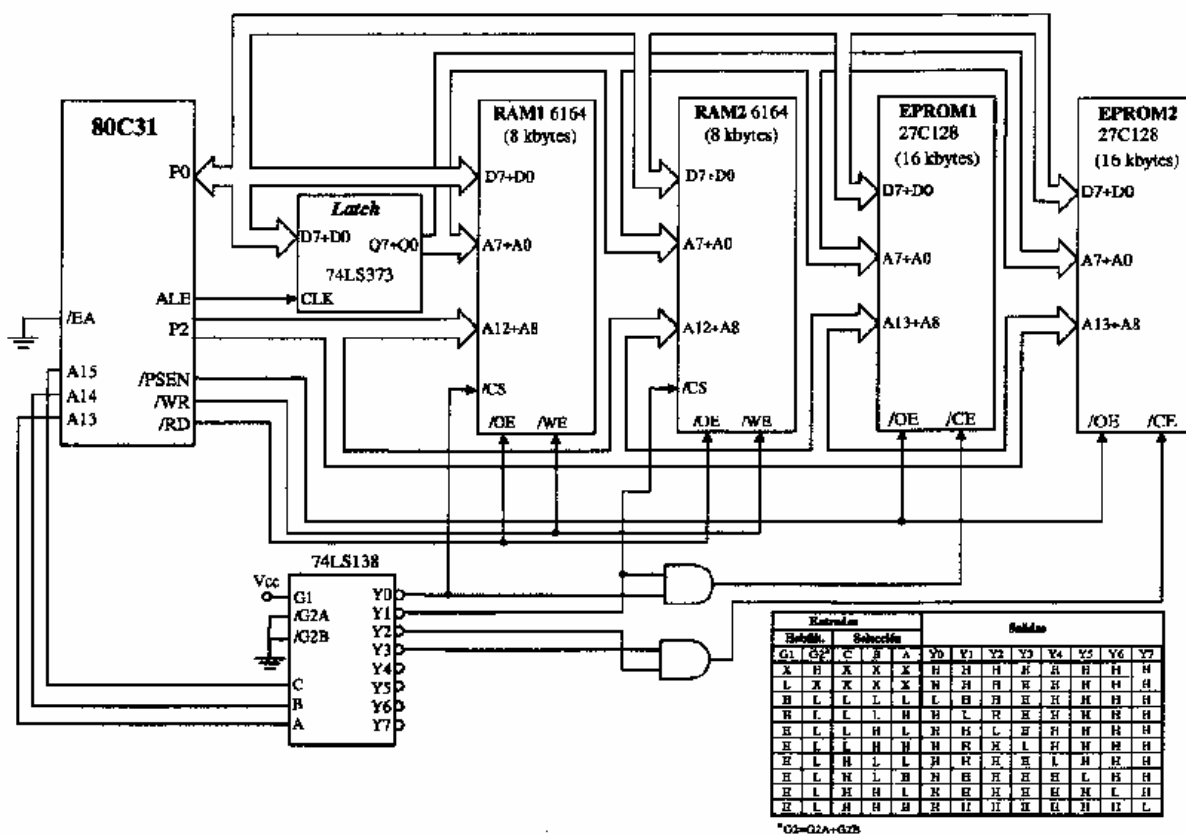 80C31
P0
ALE
/EA
P2
A15
A14
A13
/PSEN
/WR
/RD
Latch
D7+D0
Q7+Q0
74LS373
CLK
RAM1 6164
(8 kbytes)
D7+D0
A7+A0
A12+A8
/CS
/OE
/WE
RAM2 6164
(8 kbytes)
D7+D0
A7+A0
A12+A8
/CS
/OE
/WE
EPROM1
27C128
(16 kbytes)
D7+D0
A7+A0
A13+A8
/OE
/CE
EPROM2
27C128
(16 kbytes)
D7+D0
A7+A0
A13+A8
/OE
/CE
74LS138
Vcc
G1
/G2A
/G2B
C
B
A
Y0
Y1
Y2
Y3
Y4
Y5
Y6
Y7
Entradas Salidas
Habilit. Selección
G1 G2* C B A Y0 Y1 Y2 Y3 Y4 Y5 Y6 Y7
X H X X X H H H H H H H H
L X X X X H H H H H H H H
H L L L L L H H H H H H H
H L L L H H L H H H H H H
H L L H L H H L H H H H H
H L L H H H H H L H H H H
H L H L L H H H H L H H H
H L H L H H H H H H L H H
H L H H L H H H H H H L H
H L H H H H H H H H H H L
*G2=G2A+G2B